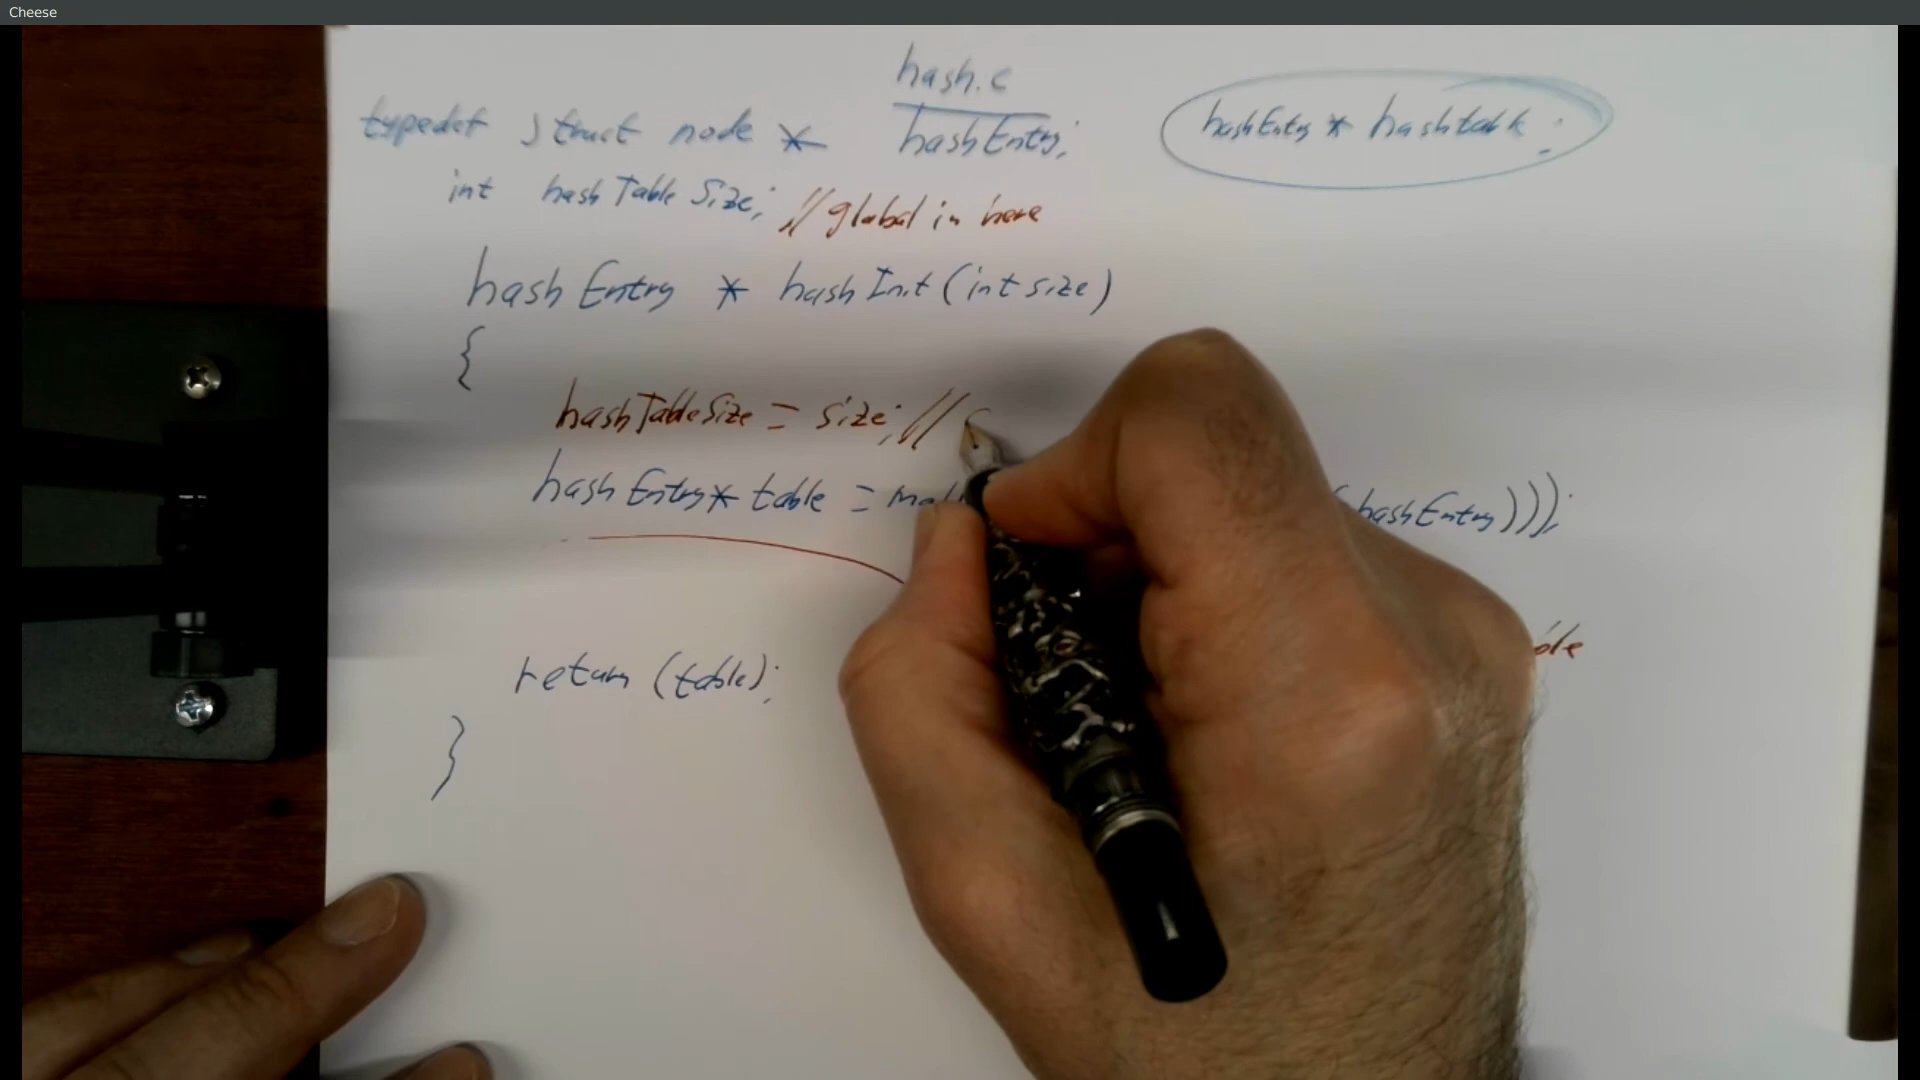 Cheese
hash.c
typedef struct node * hashEntry;
hashEntry * hashtable;
int hashTableSize; //global in here
hashEntry * hashInit(int size)
{
hashTableSize = size; //
hashEntry* table = mal (hashEntry)));
return (table);
}